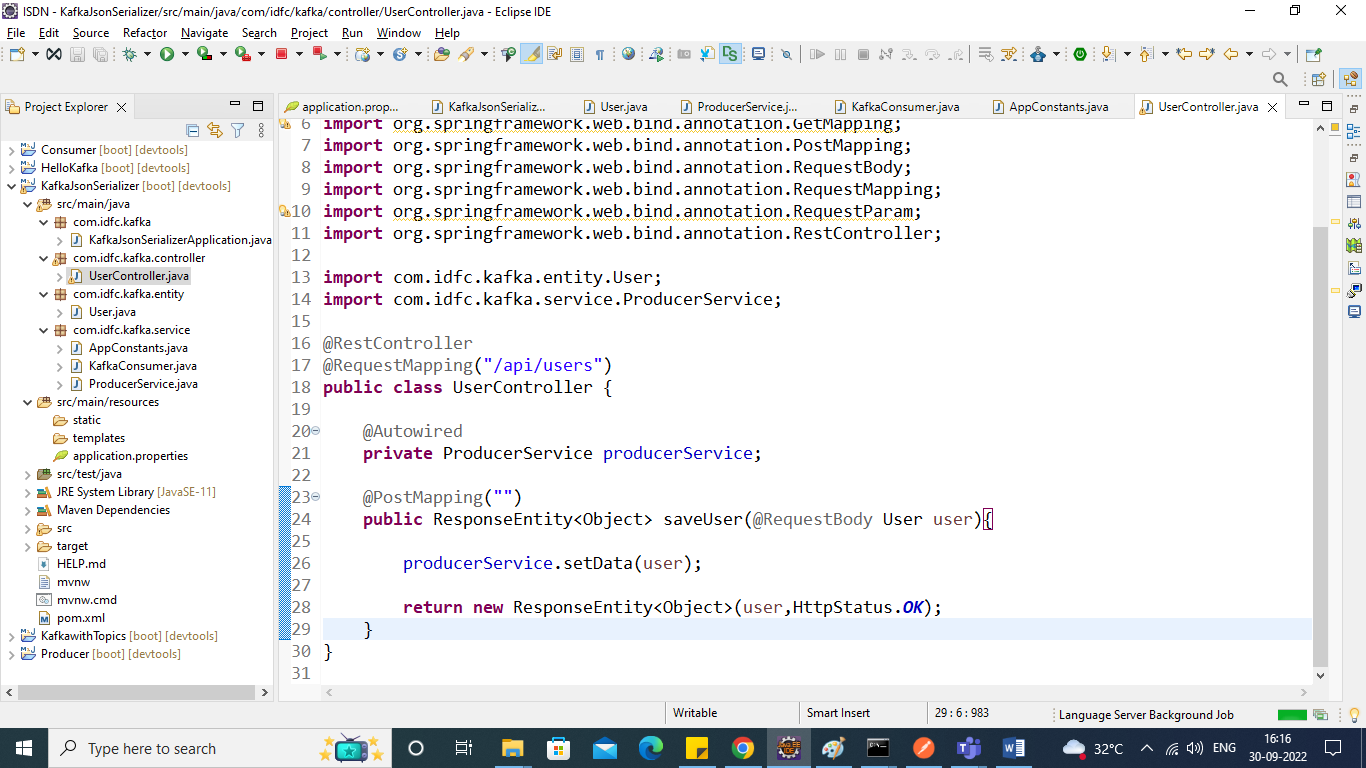 ISDN - KafkaJsonSerializer/src/main/java/com/idfc/kafka/controller/UserController.java - Eclipse IDE
File Edit Source Refactor Navigate Search Project Run Window Help
Project Explorer
Consumer [boot] [devtools]
HelloKafka [boot] [devtools]
KafkaJsonSerializer [boot] [devtools]
src/main/java
com.idfc.kafka
KafkaJsonSerializerApplication.java
com.idfc.kafka.controller
UserController.java
com.idfc.kafka.entity
User.java
com.idfc.kafka.service
AppConstants.java
KafkaConsumer.java
ProducerService.java
src/main/resources
static
templates
application.properties
src/test/java
JRE System Library [JavaSE-11]
Maven Dependencies
src
target
HELP.md
mvnw
mvnw.cmd
pom.xml
KafkawithTopics [boot] [devtools]
Producer [boot] [devtools]
application.prop... KafkaJsonSerializ... User.java ProducerService.j... KafkaConsumer.java AppConstants.java UserController.java
6 import org.springframework.web.bind.annotation.GetMapping;
7 import org.springframework.web.bind.annotation.PostMapping;
8 import org.springframework.web.bind.annotation.RequestBody;
9 import org.springframework.web.bind.annotation.RequestMapping;
10 import org.springframework.web.bind.annotation.RequestParam;
11 import org.springframework.web.bind.annotation.RestController;
12
13 import com.idfc.kafka.entity.User;
14 import com.idfc.kafka.service.ProducerService;
15
16 @RestController
17 @RequestMapping("/api/users")
18 public class UserController {
19
20 @Autowired
21 private ProducerService producerService;
22
23 @PostMapping("")
24 public ResponseEntity<Object> saveUser(@RequestBody User user){
25
26 producerService.setData(user);
27
28 return new ResponseEntity<Object>(user,HttpStatus.OK);
29 }
30 }
31
Writable Smart Insert 29 : 6 : 983 Language Server Background Job
Type here to search
32°C ENG 16:16
30-09-2022